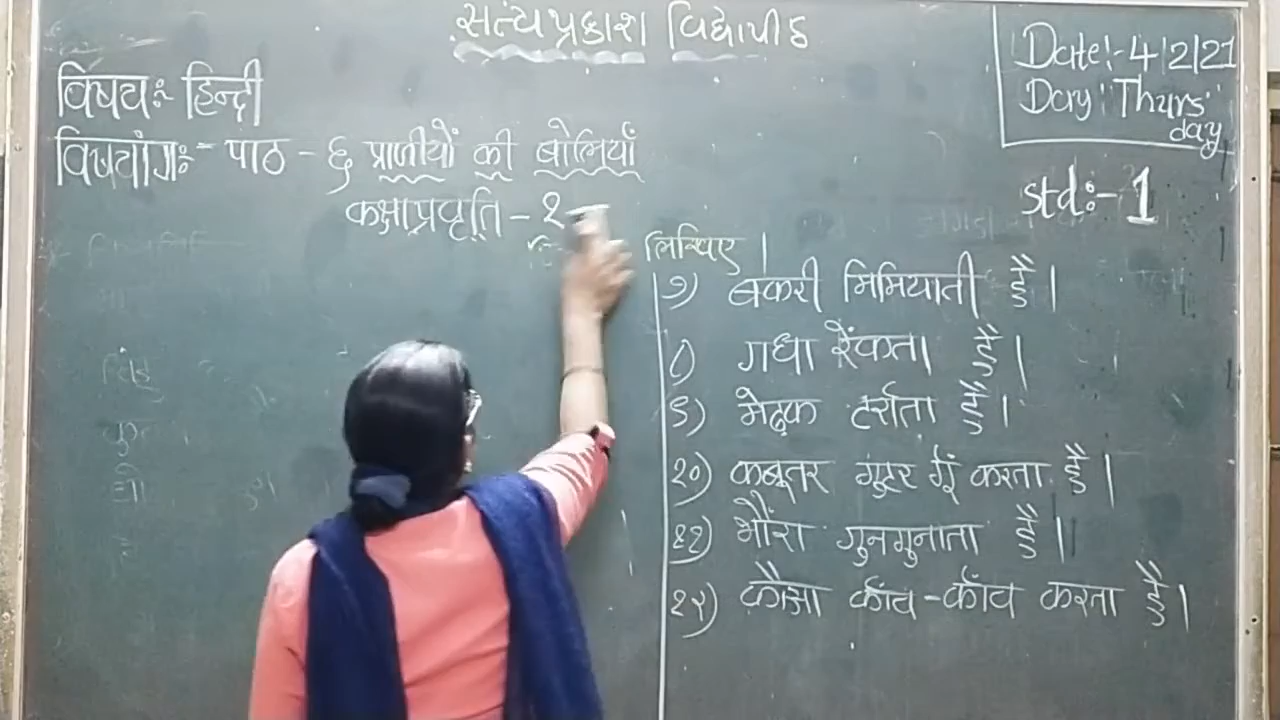 सत्यप्रकाश विद्यापीठ
Date:- 4/2/21
Day: Thursday
विषय:- हिन्दी
विषयांग:- पाठ - ६ प्राणीयों की बोलियाँ
std:- 1
कक्षाप्रवृति - २
लिखिए ।
७) बकरी मिमियाती हैं ।
८) गधा रेंकता हैं ।
९) मेढ़क टर्राता हैं ।
१०) कबूतर गुटर गूँ करता हैं ।
११) भौंरा गुनगुनाता हैं ।
१२) कौआ काँव - काँव करता हैं ।